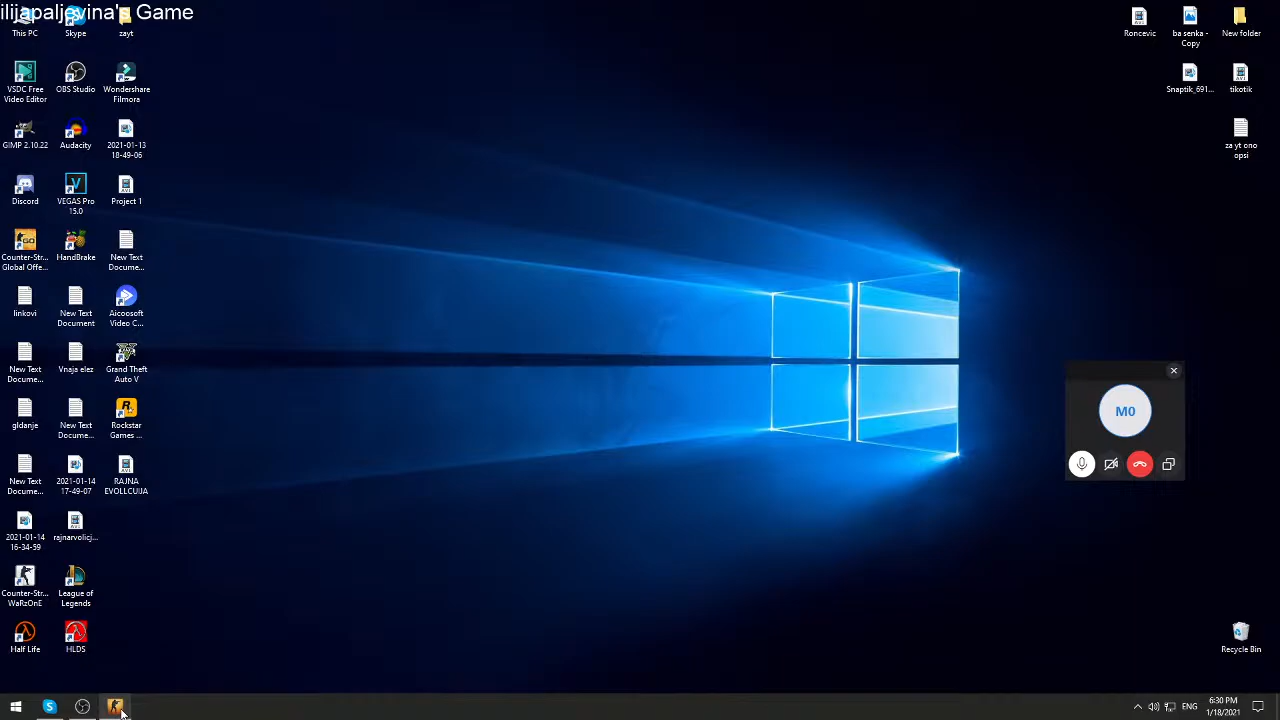 ilijapaljevina's Game
This PC
Skype
zayt
Roncevic
ba senka -
Copy
New folder
VSDC Free
Video Editor
OBS Studio
Wondershare
Filmora
Snaptik_691...
tikotik
GIMP 2.10.22
Audacity
2021-01-13
18-49-06
za yt ono
opsi
Discord
VEGAS Pro
15.0
Project 1
Counter-Str...
Global Offe...
HandBrake
New Text
Docume...
linkovi
New Text
Document
Aicoosoft
Video C...
New Text
Docume...
Vnaja elez
Grand Theft
Auto V
gldanje
New Text
Docume...
Rockstar
Games ...
M0
New Text
Docume...
2021-01-14
17-49-07
RAJNA
EVOLLCUIJA
2021-01-14
16-34-59
rajnarvolicj...
Counter-Str...
WaRzOnE
League of
Legends
Half Life
HLDS
Recycle Bin
ENG
6:30 PM
1/18/2021